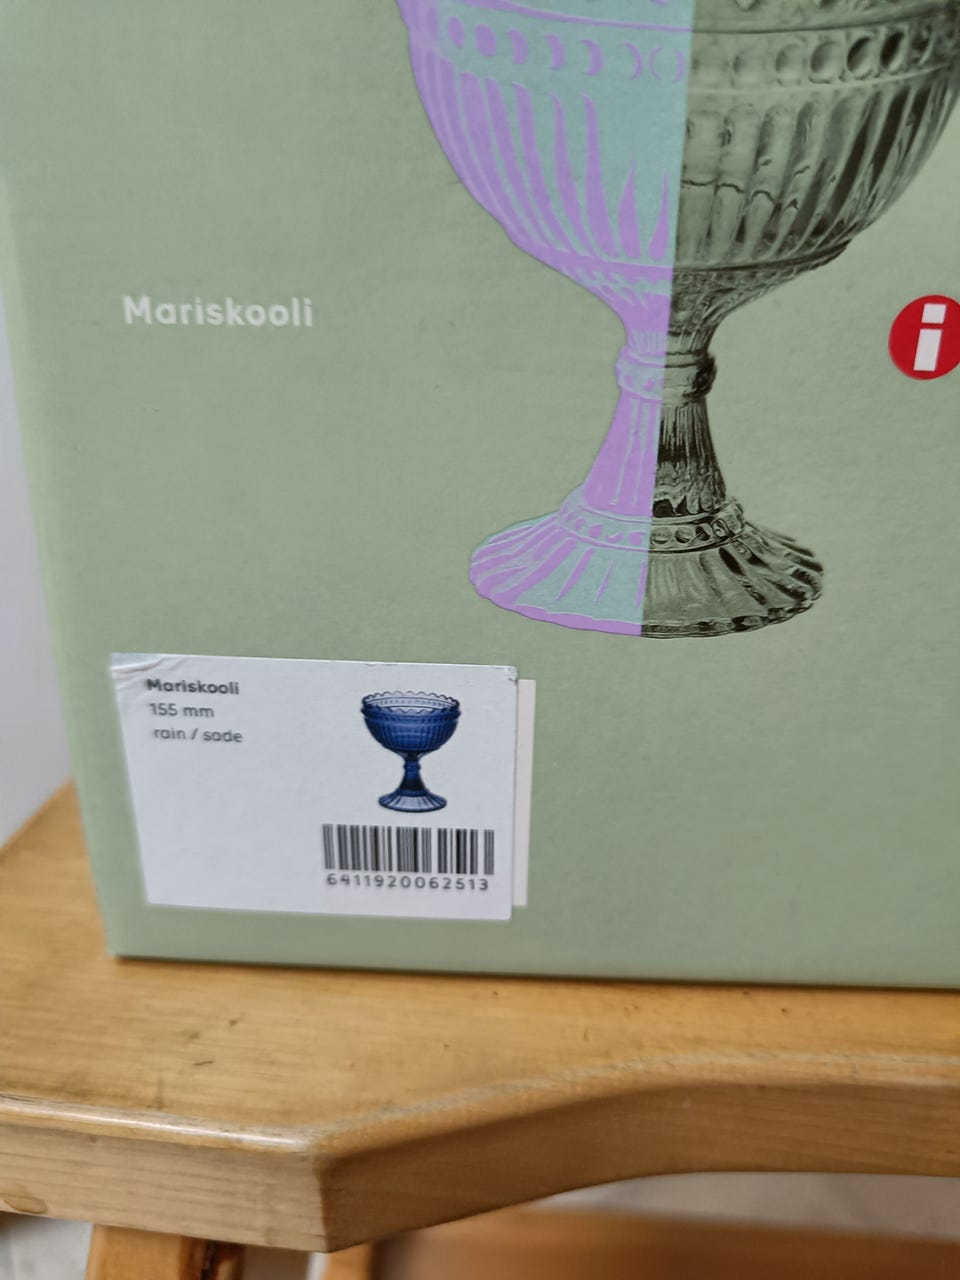 Mariskooli
i
Mariskooli
155 mm
rain / sade
6411920062513